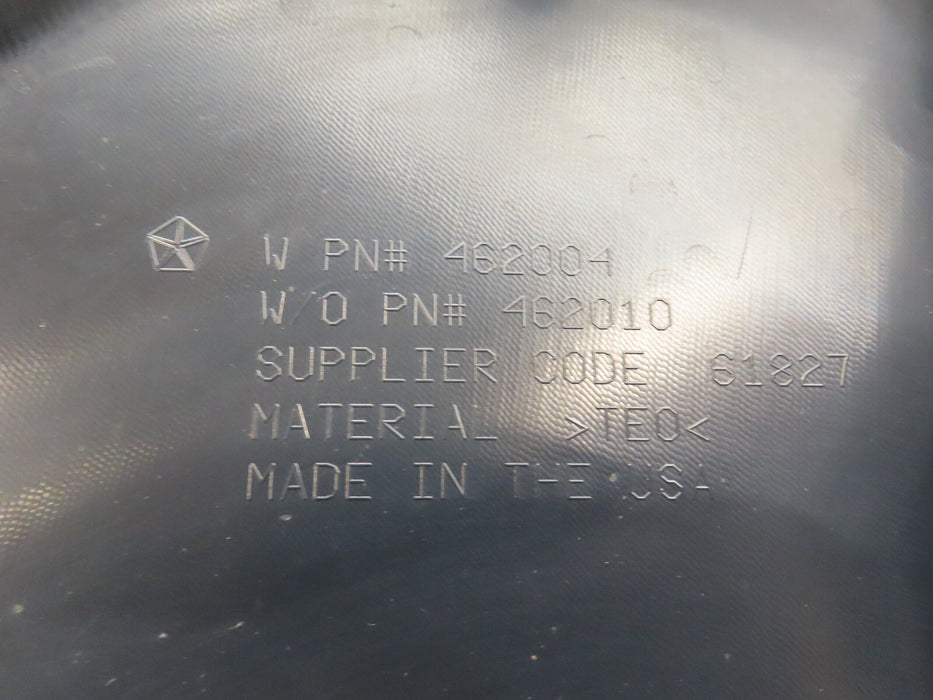 W PN# 462004
W/O PN# 462010
SUPPLIER CODE 61827
MATERIAL >TEO<
MADE IN THE USA